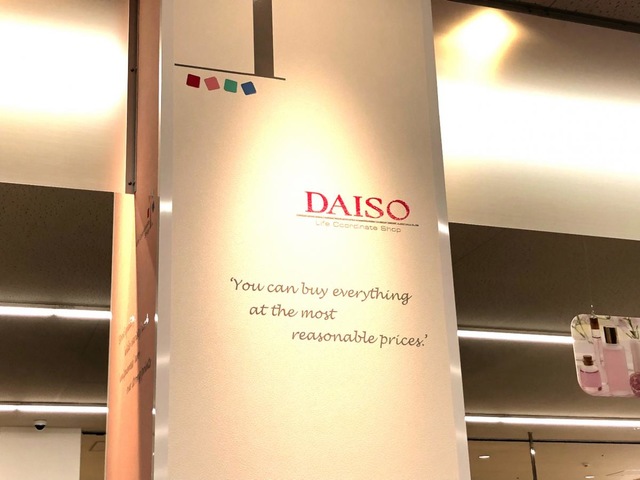 DAISO
Life Coordinate Shop
'You can buy everything
at the most
reasonable prices.'